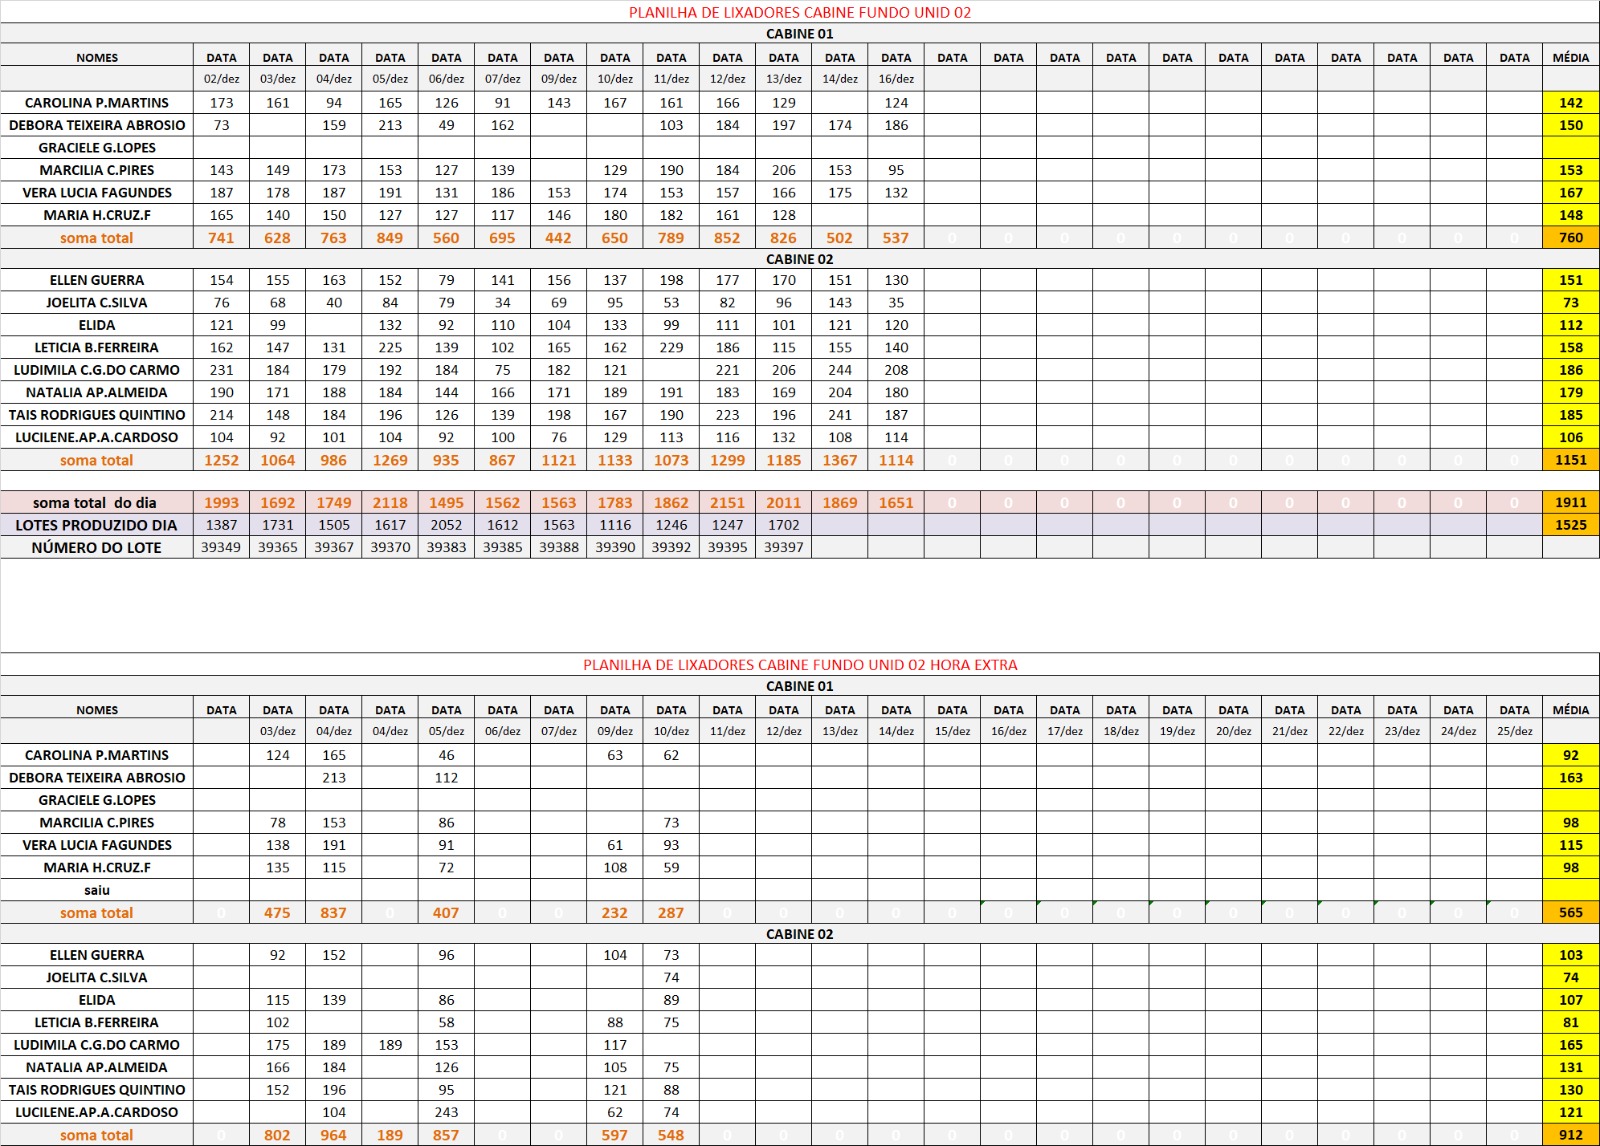 PLANILHA DE LIXADORES CABINE FUNDO UNID 02
CABINE 01
NOMES DATA DATA DATA DATA DATA DATA DATA DATA DATA DATA DATA DATA DATA DATA DATA DATA DATA DATA DATA DATA DATA DATA DATA DATA MÉDIA
02/dez 03/dez 04/dez 05/dez 06/dez 07/dez 09/dez 10/dez 11/dez 12/dez 13/dez 14/dez 16/dez
CAROLINA P.MARTINS 173 161 94 165 126 91 143 167 161 166 129 124 142
DEBORA TEIXEIRA ABROSIO 73 159 213 49 162 103 184 197 174 186 150
GRACIELE G.LOPES
MARCILIA C.PIRES 143 149 173 153 127 139 129 190 184 206 153 95 153
VERA LUCIA FAGUNDES 187 178 187 191 131 186 153 174 153 157 166 175 132 167
MARIA H.CRUZ.F 165 140 150 127 127 117 146 180 182 161 128 148
soma total 741 628 763 849 560 695 442 650 789 852 826 502 537 0 0 0 0 0 0 0 0 0 0 0 760
CABINE 02
ELLEN GUERRA 154 155 163 152 79 141 156 137 198 177 170 151 130 151
JOELITA C.SILVA 76 68 40 84 79 34 69 95 53 82 96 143 35 73
ELIDA 121 99 132 92 110 104 133 99 111 101 121 120 112
LETICIA B.FERREIRA 162 147 131 225 139 102 165 162 229 186 115 155 140 158
LUDIMILA C.G.DO CARMO 231 184 179 192 184 75 182 121 221 206 244 208 186
NATALIA AP.ALMEIDA 190 171 188 184 144 166 171 189 191 183 169 204 180 179
TAIS RODRIGUES QUINTINO 214 148 184 196 126 139 198 167 190 223 196 241 187 185
LUCILENE.AP.A.CARDOSO 104 92 101 104 92 100 76 129 113 116 132 108 114 106
soma total 1252 1064 986 1269 935 867 1121 1133 1073 1299 1185 1367 1114 0 0 0 0 0 0 0 0 0 0 0 1151
soma total do dia 1993 1692 1749 2118 1495 1562 1563 1783 1862 2151 2011 1869 1651 0 0 0 0 0 0 0 0 0 0 0 1911
LOTES PRODUZIDO DIA 1387 1731 1505 1617 2052 1612 1563 1116 1246 1247 1702 1525
NÚMERO DO LOTE 39349 39365 39367 39370 39383 39385 39388 39390 39392 39395 39397
PLANILHA DE LIXADORES CABINE FUNDO UNID 02 HORA EXTRA
CABINE 01
NOMES DATA DATA DATA DATA DATA DATA DATA DATA DATA DATA DATA DATA DATA DATA DATA DATA DATA DATA DATA DATA DATA DATA DATA DATA MÉDIA
03/dez 04/dez 04/dez 05/dez 06/dez 07/dez 09/dez 10/dez 11/dez 12/dez 13/dez 14/dez 15/dez 16/dez 17/dez 18/dez 19/dez 20/dez 21/dez 22/dez 23/dez 24/dez 25/dez
CAROLINA P.MARTINS 124 165 46 63 62 92
DEBORA TEIXEIRA ABROSIO 213 112 163
GRACIELE G.LOPES
MARCILIA C.PIRES 78 153 86 73 98
VERA LUCIA FAGUNDES 138 191 91 61 93 115
MARIA H.CRUZ.F 135 115 72 108 59 98
saiu
soma total 0 475 837 0 407 0 0 232 287 0 0 0 0 0 0 0 0 0 0 0 0 0 0 0 565
CABINE 02
ELLEN GUERRA 92 152 96 104 73 103
JOELITA C.SILVA 74 74
ELIDA 115 139 86 89 107
LETICIA B.FERREIRA 102 58 88 75 81
LUDIMILA C.G.DO CARMO 175 189 189 153 117 165
NATALIA AP.ALMEIDA 166 184 126 105 75 131
TAIS RODRIGUES QUINTINO 152 196 95 121 88 130
LUCILENE.AP.A.CARDOSO 104 243 62 74 121
soma total 0 802 964 189 857 0 0 597 548 0 0 0 0 0 0 0 0 0 0 0 0 0 0 0 912